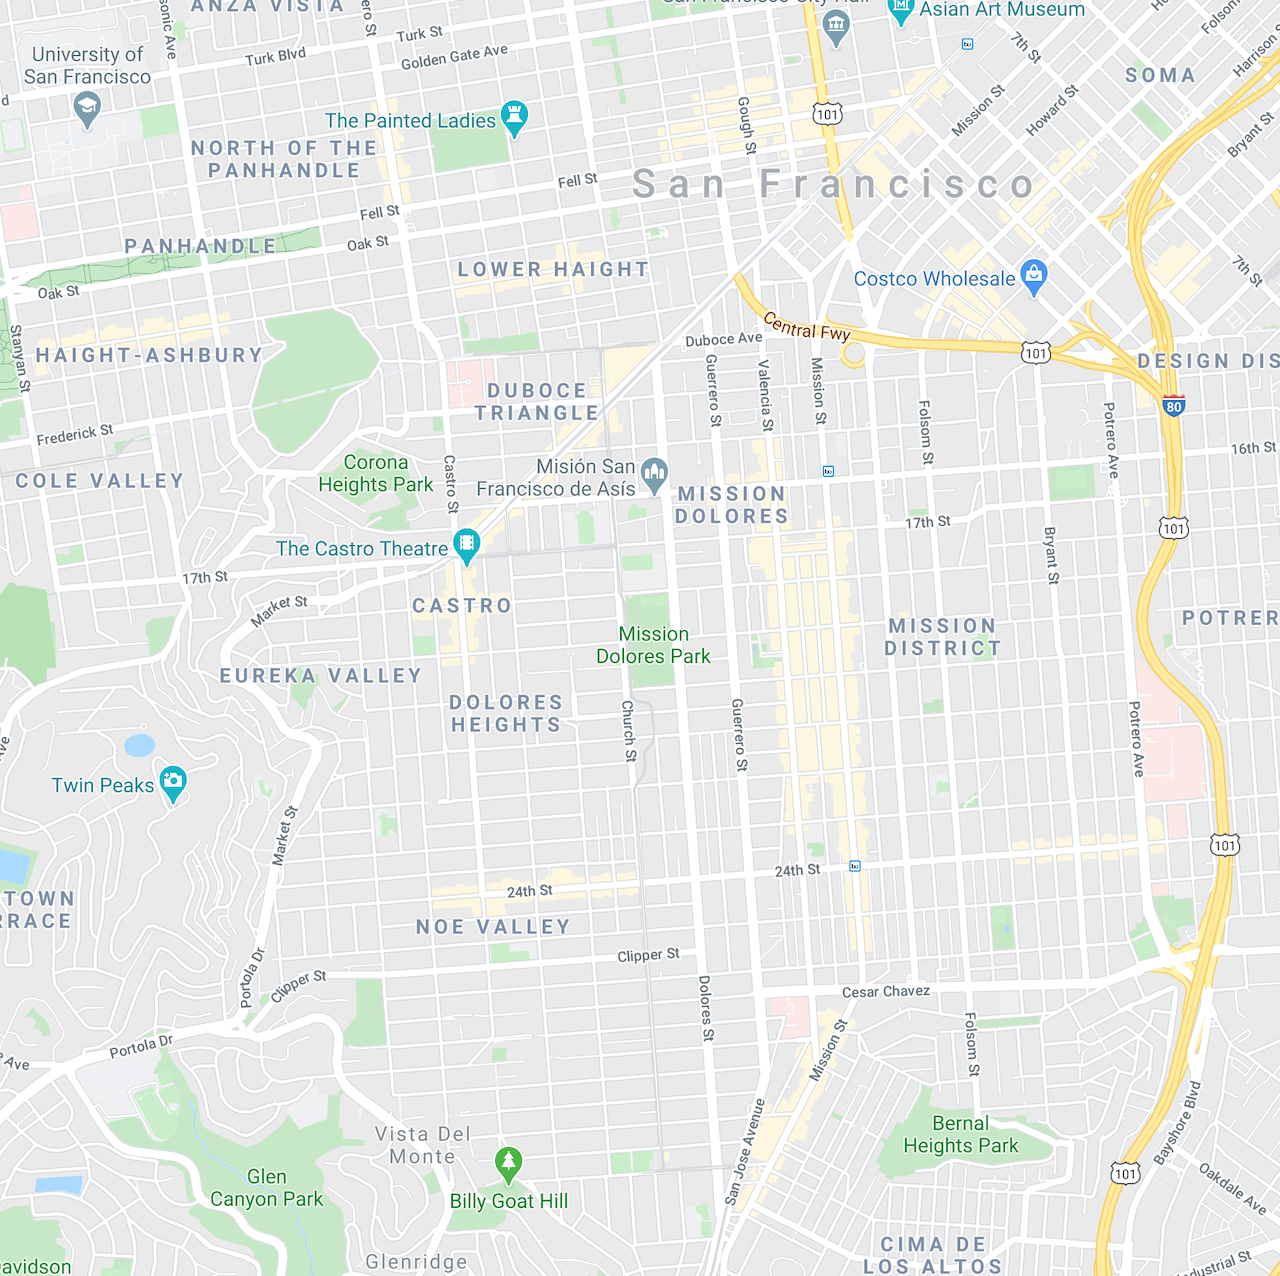 ANZA VISTA
San Francisco City Hall
Asian Art Museum
Turk St
Folsom
University of
San Francisco
Turk Blvd
Golden Gate Ave
7th St
Harrison S
SOMA
101
Gough St
Mission St
Howard St
The Painted Ladies
Bryant St
NORTH OF THE
PANHANDLE
Fell St
San Francisco
Fell St
PANHANDLE
Oak St
LOWER HAIGHT
Costco Wholesale
7th St
Oak St
Central Fwy
Stanyan St
Duboce Ave
101
HAIGHT-ASHBURY
DESIGN DIS
Guerrero St
Valencia St
Mission St
DUBOCE
TRIANGLE
80
Folsom St
Potrero Ave
Frederick St
16th St
Corona
Heights Park
Castro St
Misión San
Francisco de Asís
COLE VALLEY
MISSION
DOLORES
17th St
101
The Castro Theatre
Bryant St
17th St
Market St
CASTRO
POTRER
Mission
Dolores Park
MISSION
DISTRICT
EUREKA VALLEY
DOLORES
HEIGHTS
Church St
Guerrero St
Potrero Ave
Twin Peaks
Market St
101
24th St
24th St
TOWN
RRACE
NOE VALLEY
Clipper St
Portola Dr
Clipper St
Cesar Chavez
Dolores St
Folsom St
Mission St
Portola Dr
e Ave
Bernal
Heights Park
Bayshore Blvd
Vista Del
Monte
San Jose Avenue
Glen
Canyon Park
Billy Goat Hill
101
Oakdale Ave
CIMA DE
LOS ALTOS
Glenridge
avidson
ndustrial St